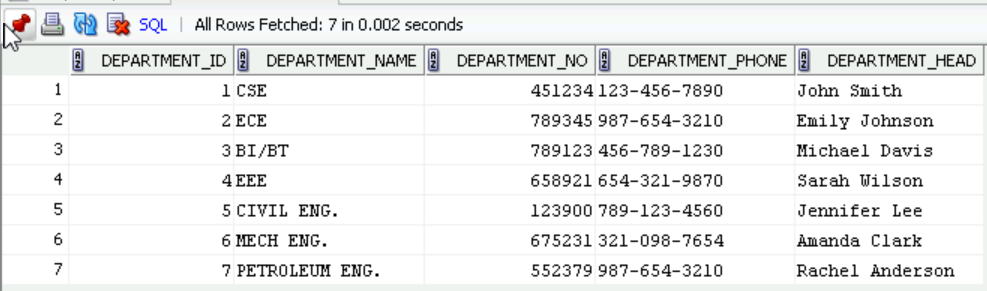 SQL | All Rows Fetched: 7 in 0.002 seconds
DEPARTMENT_ID DEPARTMENT_NAME DEPARTMENT_NO DEPARTMENT_PHONE DEPARTMENT_HEAD
1 1 CSE 451234 123-456-7890 John Smith
2 2 ECE 789345 987-654-3210 Emily Johnson
3 3 BI/BT 789123 456-789-1230 Michael Davis
4 4 EEE 658921 654-321-9870 Sarah Wilson
5 5 CIVIL ENG. 123900 789-123-4560 Jennifer Lee
6 6 MECH ENG. 675231 321-098-7654 Amanda Clark
7 7 PETROLEUM ENG. 552379 987-654-3210 Rachel Anderson